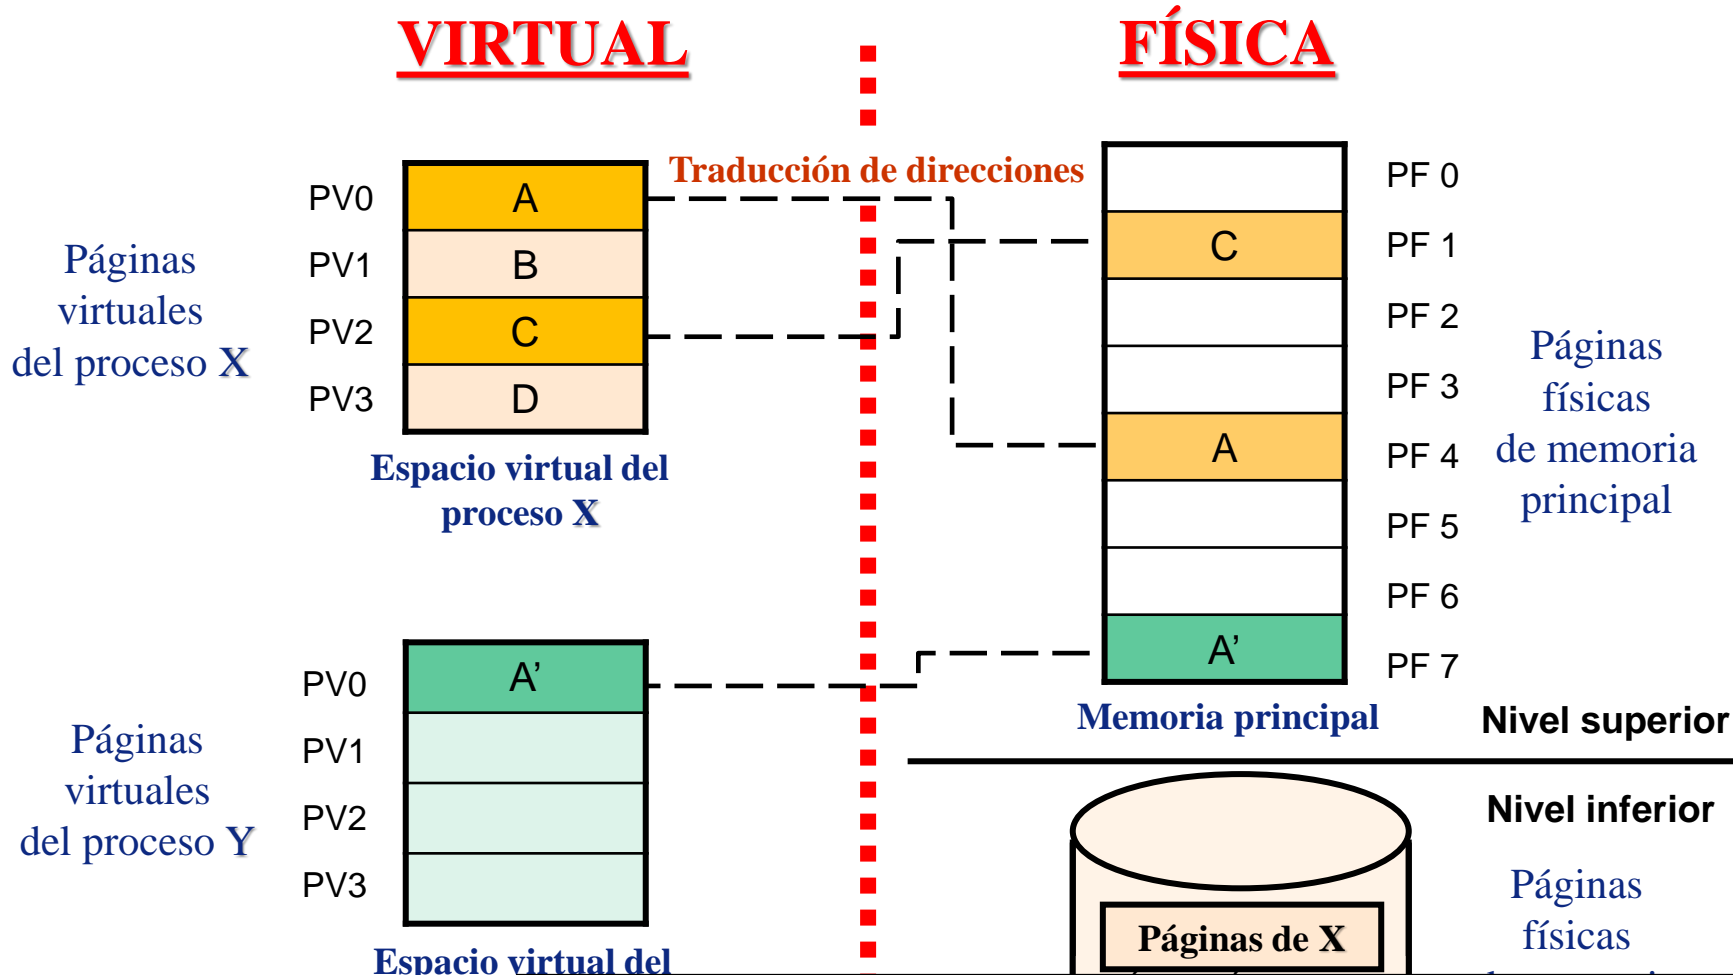 VIRTUAL
FÍSICA
Traducción de direcciones
Páginas
virtuales
del proceso X
PV0
PV1
PV2
PV3
A
B
C
D
Espacio virtual del
proceso X
C
A
A’
PF 0
PF 1
PF 2
PF 3
PF 4
PF 5
PF 6
PF 7
Páginas
físicas
de memoria
principal
Memoria principal
Nivel superior
Nivel inferior
Páginas
virtuales
del proceso Y
PV0
PV1
PV2
PV3
A’
Espacio virtual del
Páginas de X
Páginas
físicas